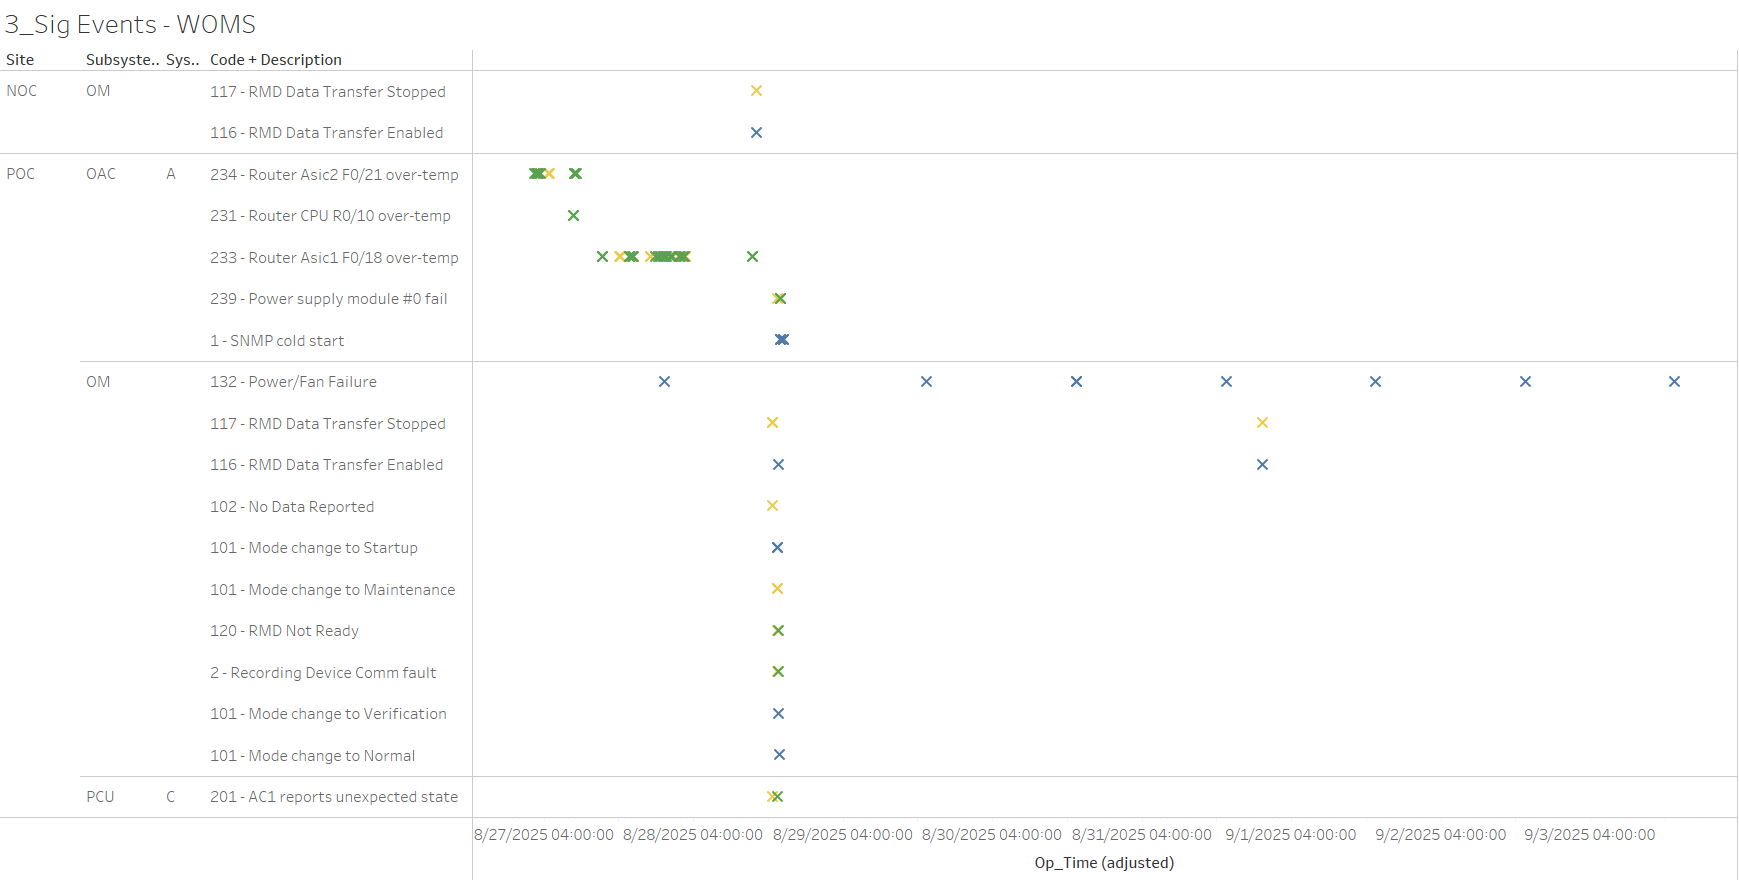 3_Sig Events - WOMS
Site Subsyste.. Sys.. Code + Description
NOC OM 117 - RMD Data Transfer Stopped
116 - RMD Data Transfer Enabled
POC OAC A 234 - Router Asic2 F0/21 over-temp
231 - Router CPU R0/10 over-temp
233 - Router Asic1 F0/18 over-temp
239 - Power supply module #0 fail
1 - SNMP cold start
OM 132 - Power/Fan Failure
117 - RMD Data Transfer Stopped
116 - RMD Data Transfer Enabled
102 - No Data Reported
101 - Mode change to Startup
101 - Mode change to Maintenance
120 - RMD Not Ready
2 - Recording Device Comm fault
101 - Mode change to Verification
101 - Mode change to Normal
PCU C 201 - AC1 reports unexpected state
8/27/2025 04:00:00 8/28/2025 04:00:00 8/29/2025 04:00:00 8/30/2025 04:00:00 8/31/2025 04:00:00 9/1/2025 04:00:00 9/2/2025 04:00:00 9/3/2025 04:00:00
Op_Time (adjusted)